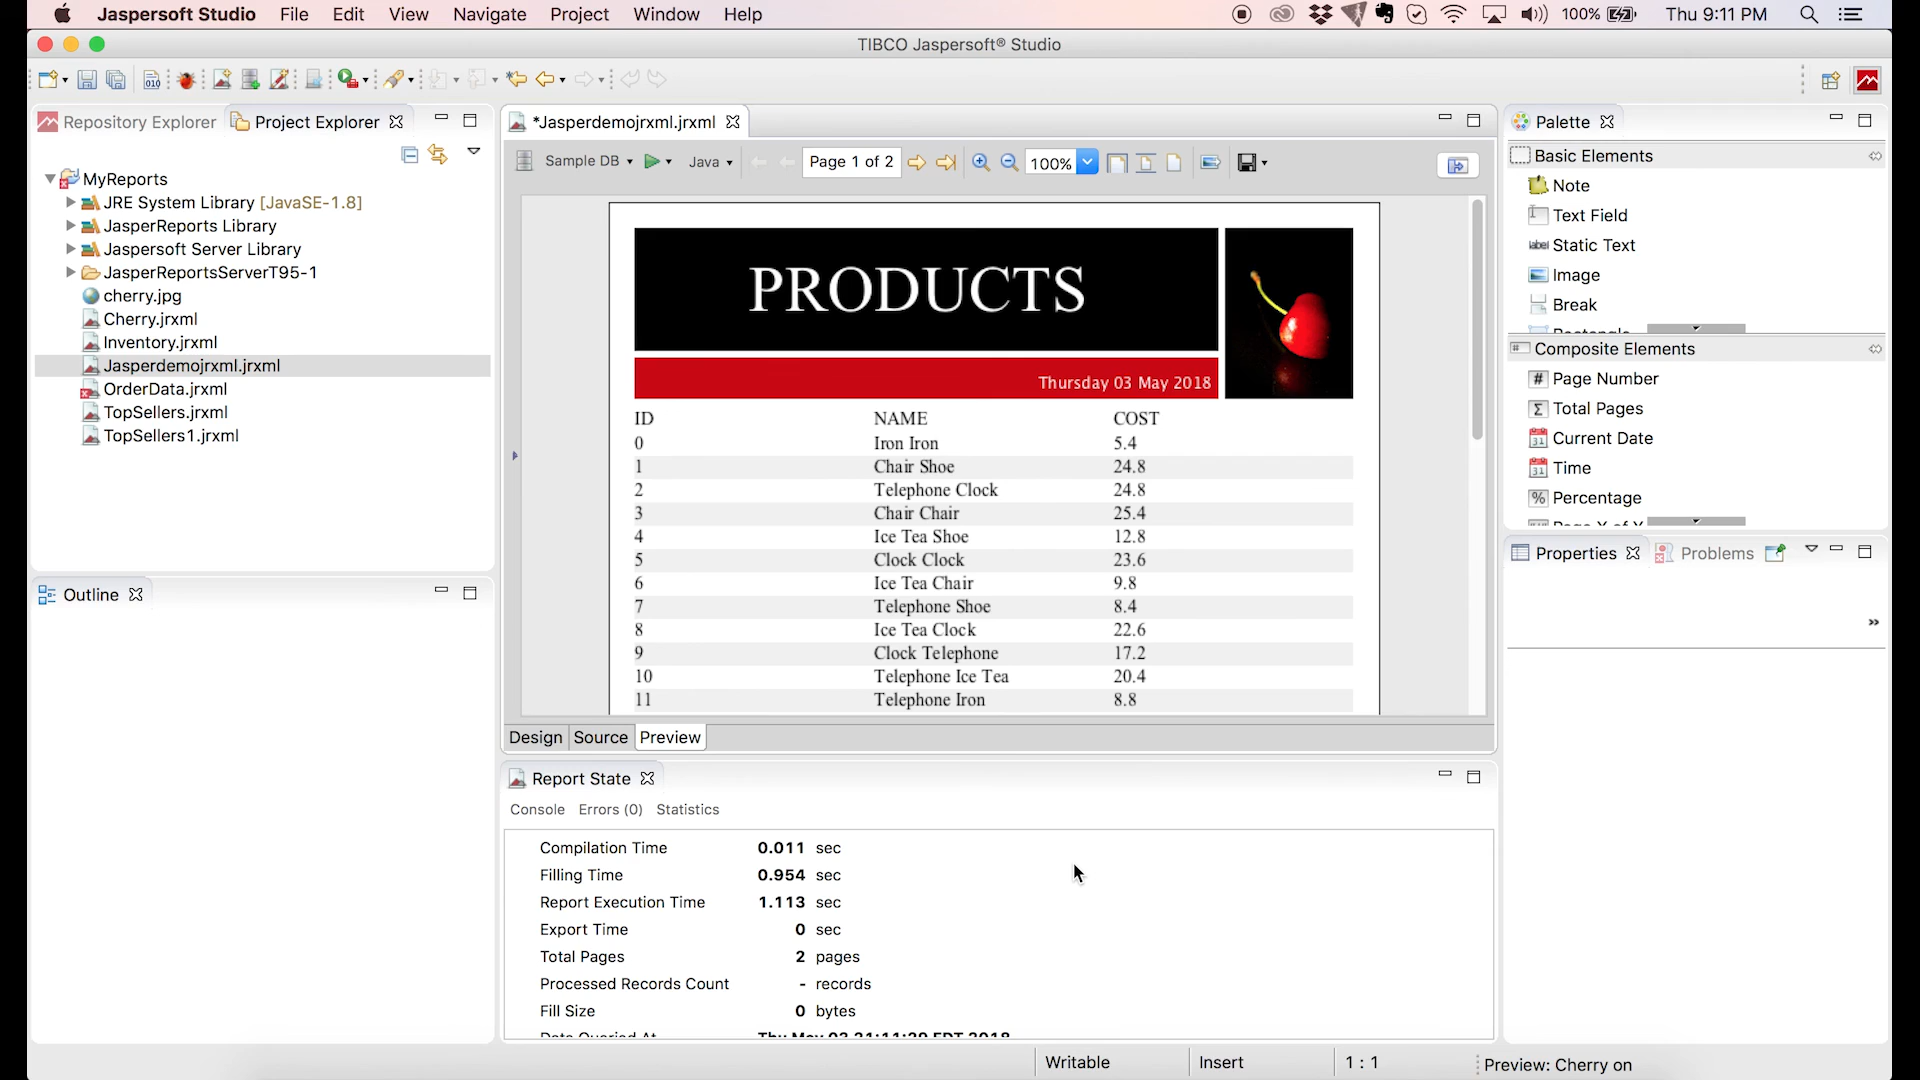 Jaspersoft Studio File Edit View Navigate Project Window Help 100% Thu 9:11 PM
TIBCO Jaspersoft® Studio
Repository Explorer Project Explorer
MyReports
JRE System Library [JavaSE-1.8]
JasperReports Library
Jaspersoft Server Library
JasperReportsServerT95-1
cherry.jpg
Cherry.jrxml
Inventory.jrxml
Jasperdemojrxml.jrxml
OrderData.jrxml
TopSellers.jrxml
TopSellers1.jrxml
Outline
*Jasperdemojrxml.jrxml
Sample DB Java Page 1 of 2 100%
PRODUCTS
Thursday 03 May 2018
ID NAME COST
0 Iron Iron 5.4
1 Chair Shoe 24.8
2 Telephone Clock 24.8
3 Chair Chair 25.4
4 Ice Tea Shoe 12.8
5 Clock Clock 23.6
6 Ice Tea Chair 9.8
7 Telephone Shoe 8.4
8 Ice Tea Clock 22.6
9 Clock Telephone 17.2
10 Telephone Ice Tea 20.4
11 Telephone Iron 8.8
Design Source Preview
Report State
Console Errors (0) Statistics
Compilation Time 0.011 sec
Filling Time 0.954 sec
Report Execution Time 1.113 sec
Export Time 0 sec
Total Pages 2 pages
Processed Records Count - records
Fill Size 0 bytes
Palette
Basic Elements
Note
Text Field
label Static Text
Image
Break
Composite Elements
# Page Number
Σ Total Pages
31 Current Date
31 Time
% Percentage
Properties Problems
»
Writable Insert 1 : 1 Preview: Cherry on